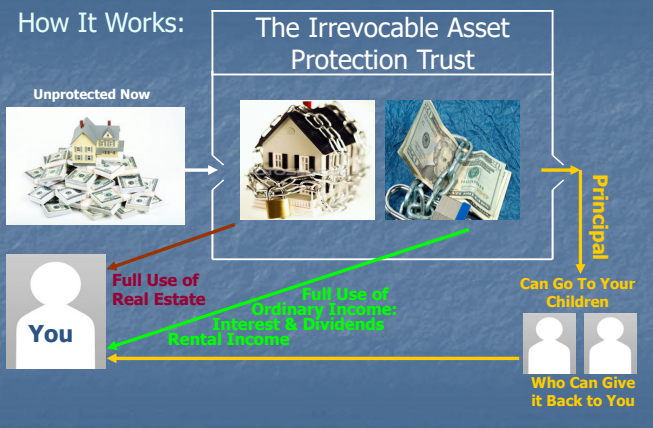 How It Works:
The Irrevocable Asset
Protection Trust
Unprotected Now
Principal
Full Use of
Real Estate
You
Full Use of
Ordinary Income:
Interest & Dividends
Rental Income
Can Go To Your
Children
Who Can Give
it Back to You